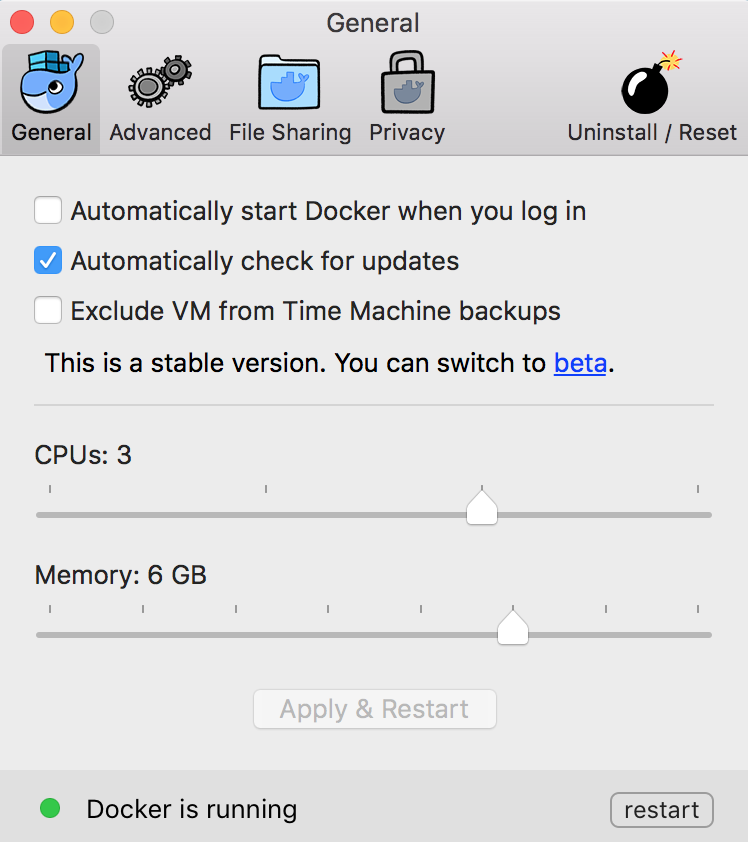 General
General Advanced File Sharing Privacy Uninstall / Reset
Automatically start Docker when you log in
Automatically check for updates
Exclude VM from Time Machine backups
This is a stable version. You can switch to beta.
CPUs: 3
Memory: 6 GB
Apply & Restart
Docker is running restart